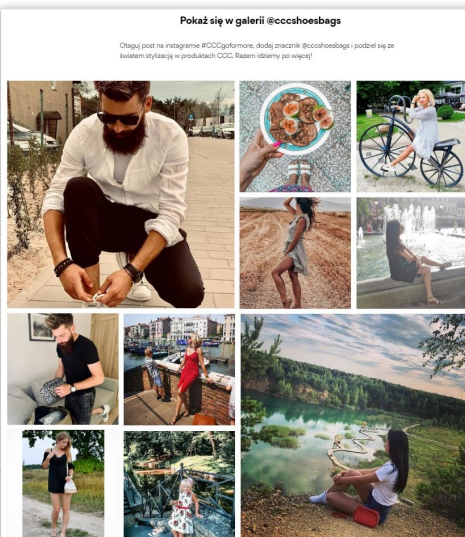 Pokaż się w galerii @cccshoesbags
Otaguj post na instagramie #CCCgoformore, dodaj znacznik @cccshoesbags i podziel się ze
światem stylizacją w produktach CCC. Razem idziemy po więcej!